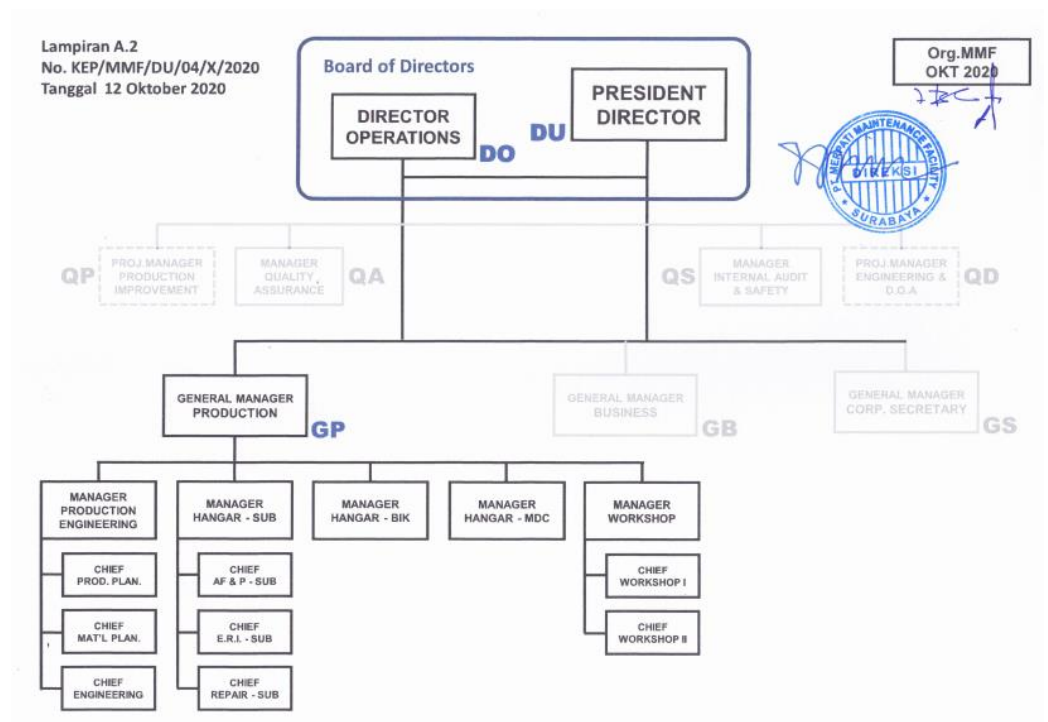 Lampiran A.2
No. KEP/MMF/DU/04/X/2020
Tanggal 12 Oktober 2020
Board of Directors
Org.MMF
OKT 2020
DIRECTOR
OPERATIONS
DO
DU
PRESIDENT
DIRECTOR
PT. MERPATI MAINTENANCE FACILITY
DIREKSI
* SURABAYA *
QP
PROJ.MANAGER
PRODUCTION
IMPROVEMENT
MANAGER
QUALITY
ASSURANCE
QA
QS
MANAGER
INTERNAL AUDIT
& SAFETY
PROJ.MANAGER
ENGINEERING &
D.O.A
QD
GENERAL MANAGER
PRODUCTION
GP
GENERAL MANAGER
BUSINESS
GB
GENERAL MANAGER
CORP. SECRETARY
GS
MANAGER
PRODUCTION
ENGINEERING
MANAGER
HANGAR - SUB
MANAGER
HANGAR - BIK
MANAGER
HANGAR - MDC
MANAGER
WORKSHOP
CHIEF
PROD. PLAN.
CHIEF
AF & P - SUB
CHIEF
WORKSHOP I
CHIEF
MAT'L PLAN.
CHIEF
E.R.I. - SUB
CHIEF
WORKSHOP II
CHIEF
ENGINEERING
CHIEF
REPAIR - SUB